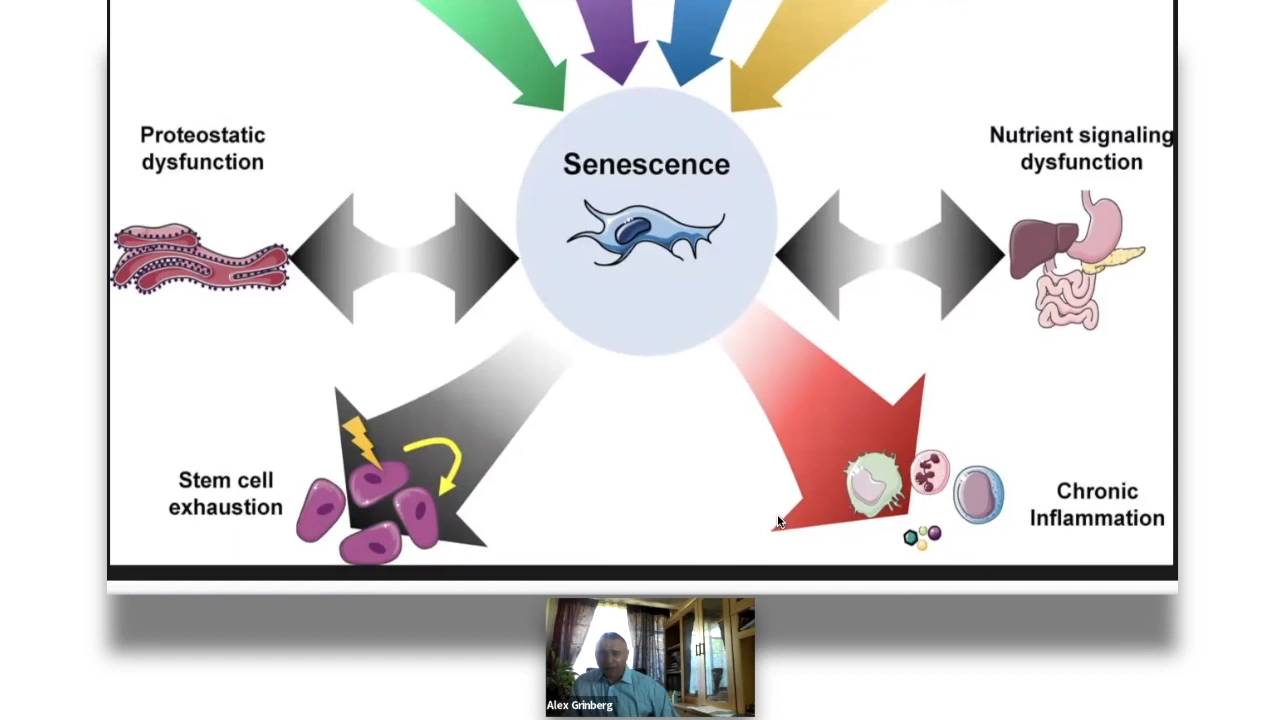 Proteostatic
dysfunction
Senescence
Nutrient signaling
dysfunction
Stem cell
exhaustion
Chronic
Inflammation
Alex Grinberg